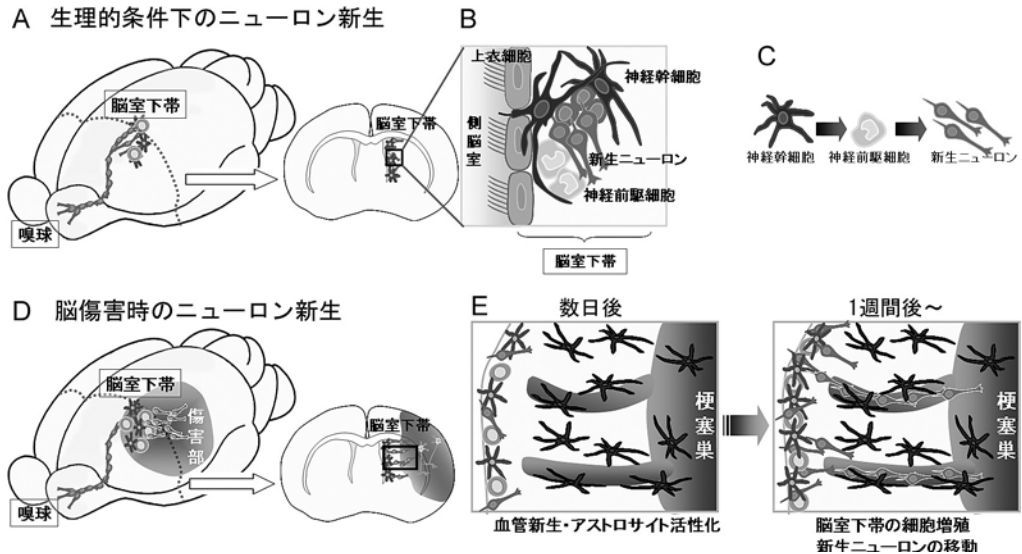 A 生理的条件下のニューロン新生
脳室下帯
嗅球
脳室下帯
B
上衣細胞
神経幹細胞
側脳室
新生ニューロン
神経前駆細胞
脳室下帯
C
神経幹細胞
神経前駆細胞
新生ニューロン
D 脳傷害時のニューロン新生
脳室下帯
傷害部
嗅球
脳室下帯
E
数日後
梗塞巣
血管新生・アストロサイト活性化
1週間後～
梗塞巣
脳室下帯の細胞増殖
新生ニューロンの移動